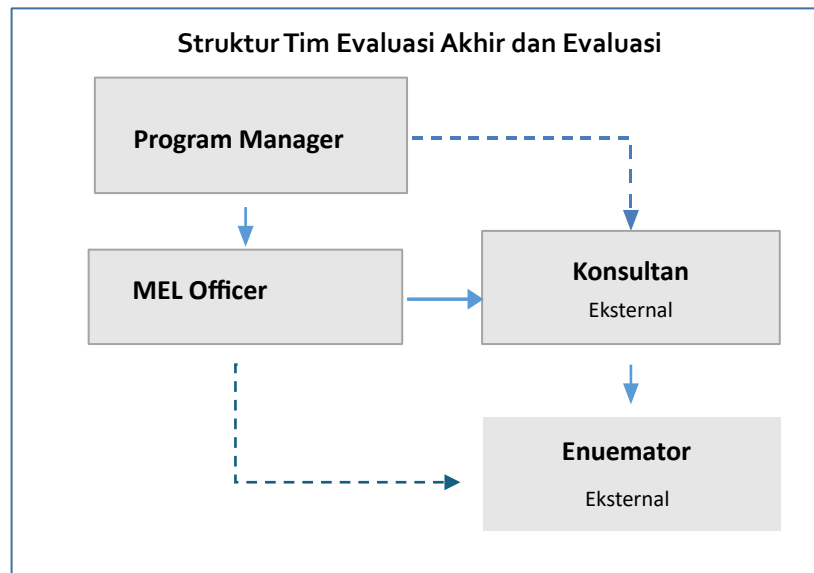 Struktur Tim Evaluasi Akhir dan Evaluasi
Program Manager
MEL Officer
Konsultan
Eksternal
Enuemator
Eksternal